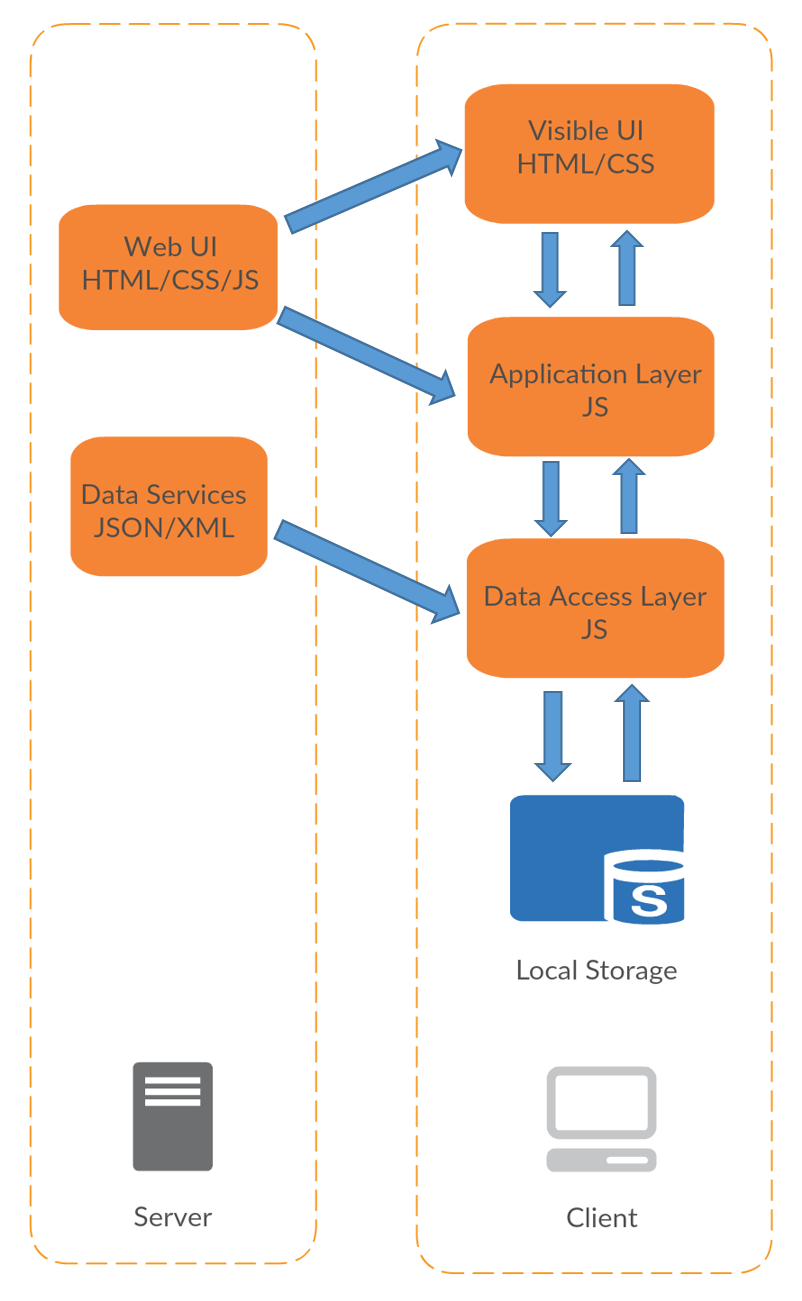 Visible UI
HTML/CSS
Web UI
HTML/CSS/JS
Application Layer
JS
Data Services
JSON/XML
Data Access Layer
JS
S
Local Storage
Server
Client